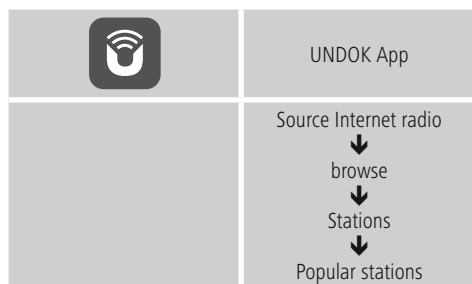 UNDOK App
Source Internet radio
browse
Stations
Popular stations